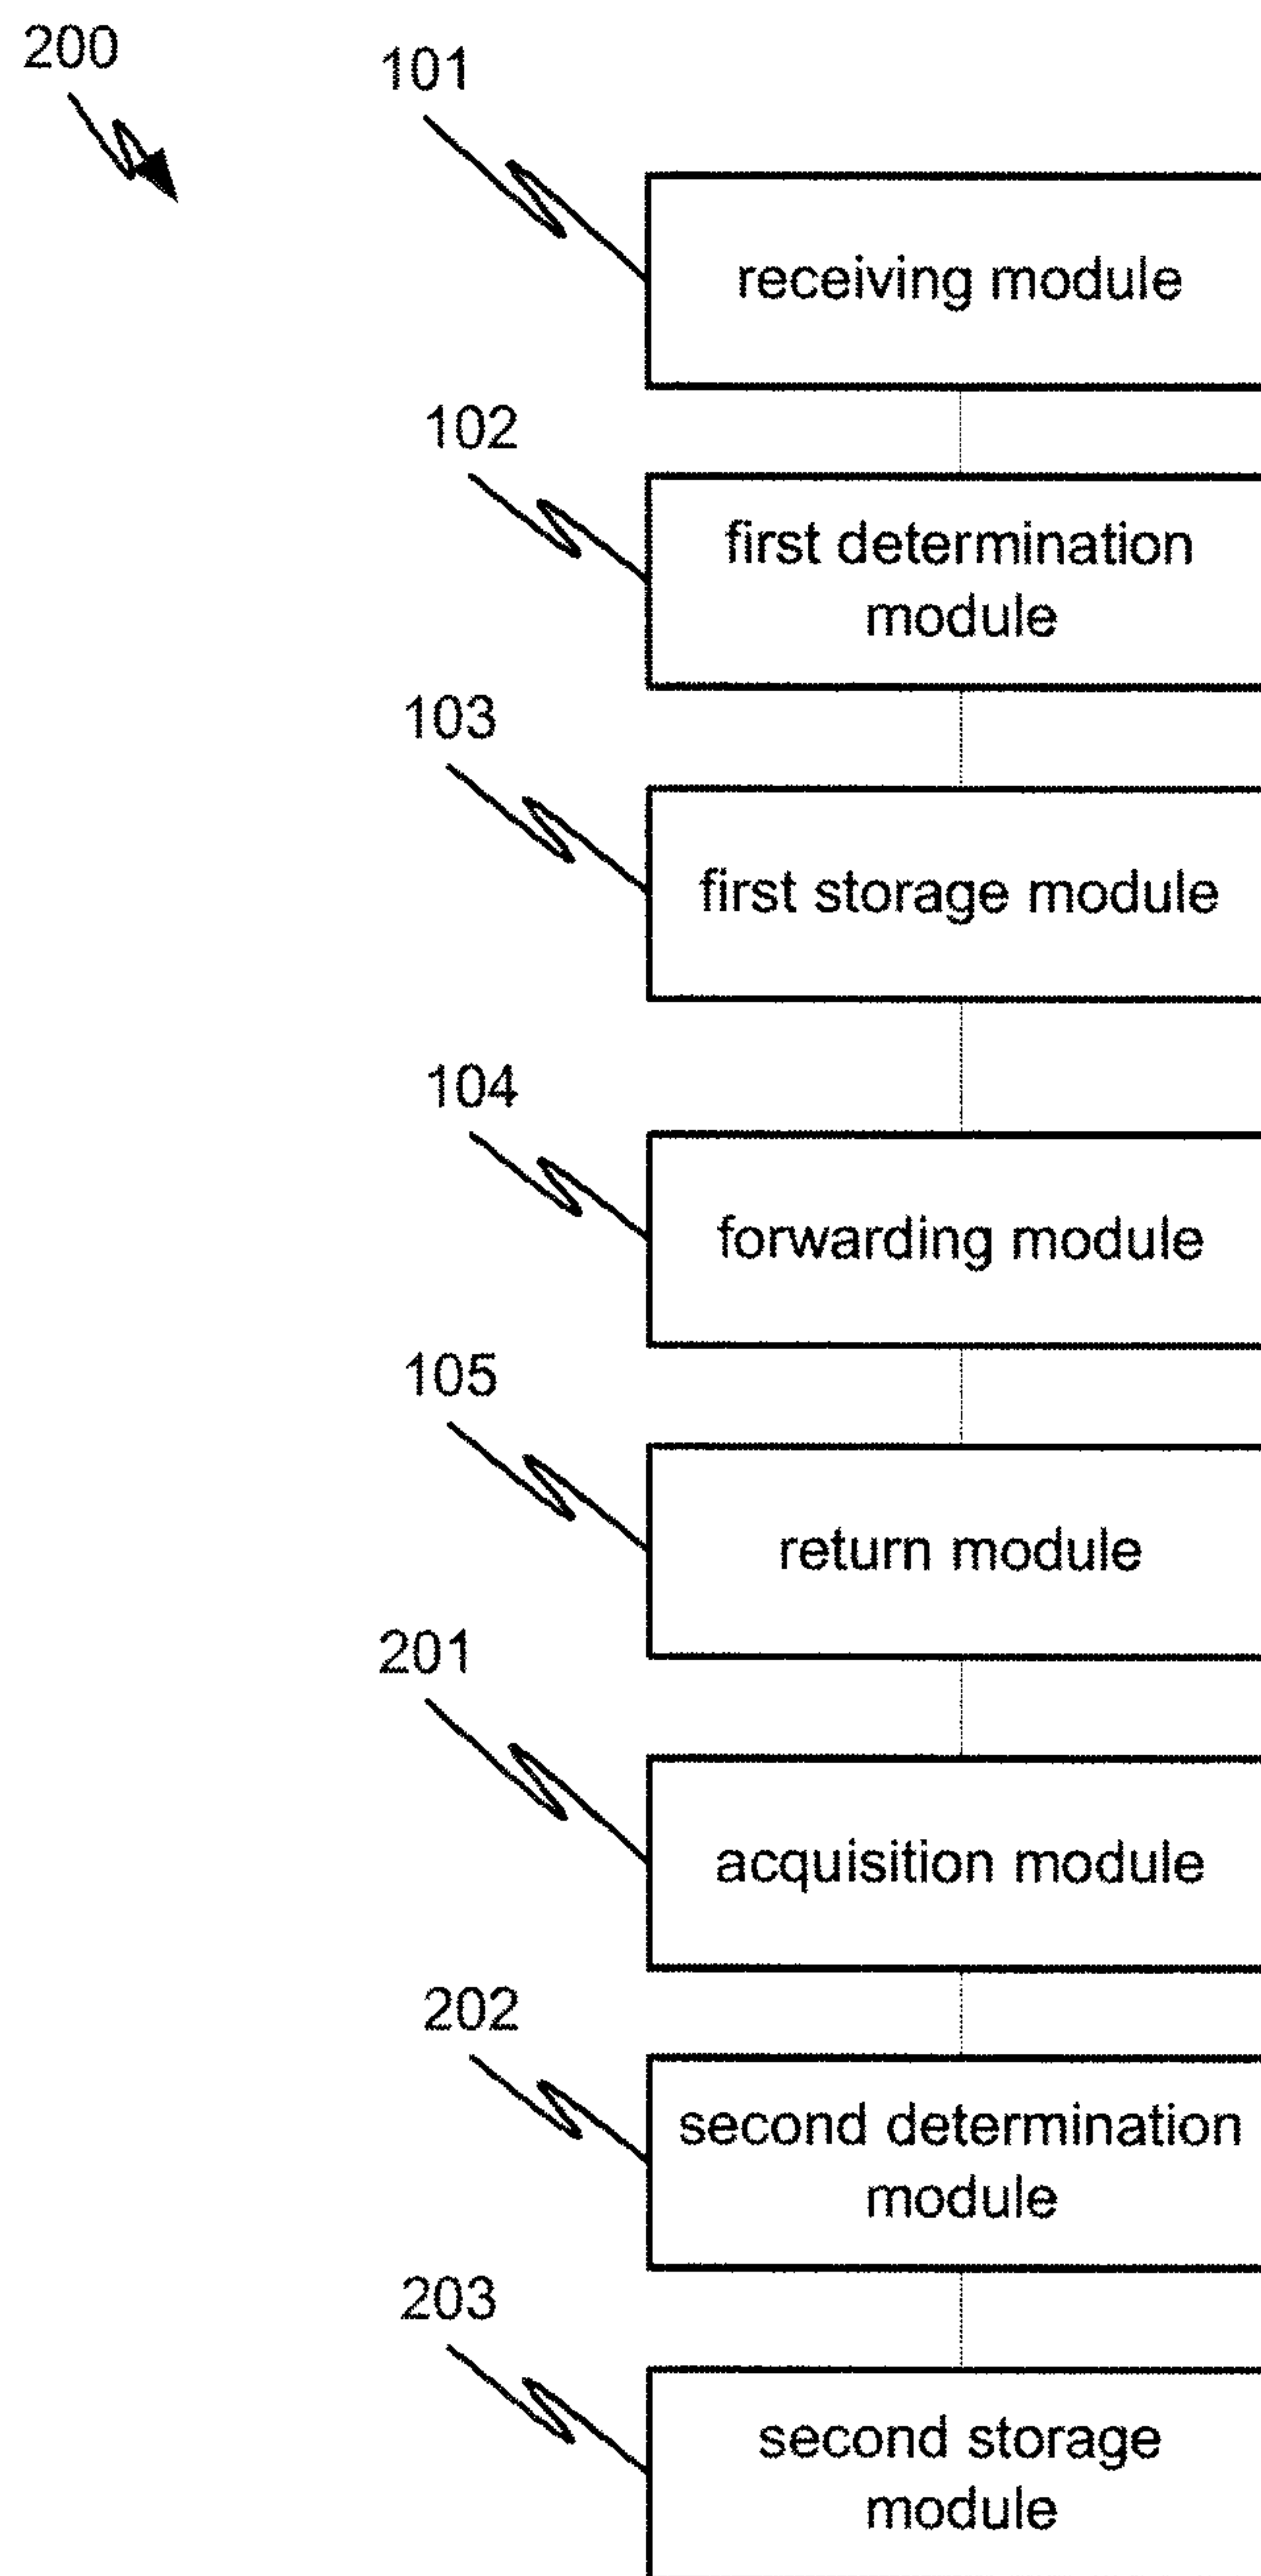 200
101
receiving module
102
first determination
module
103
first storage module
104
forwarding module
105
return module
201
acquisition module
202
second determination
module
203
second storage
module